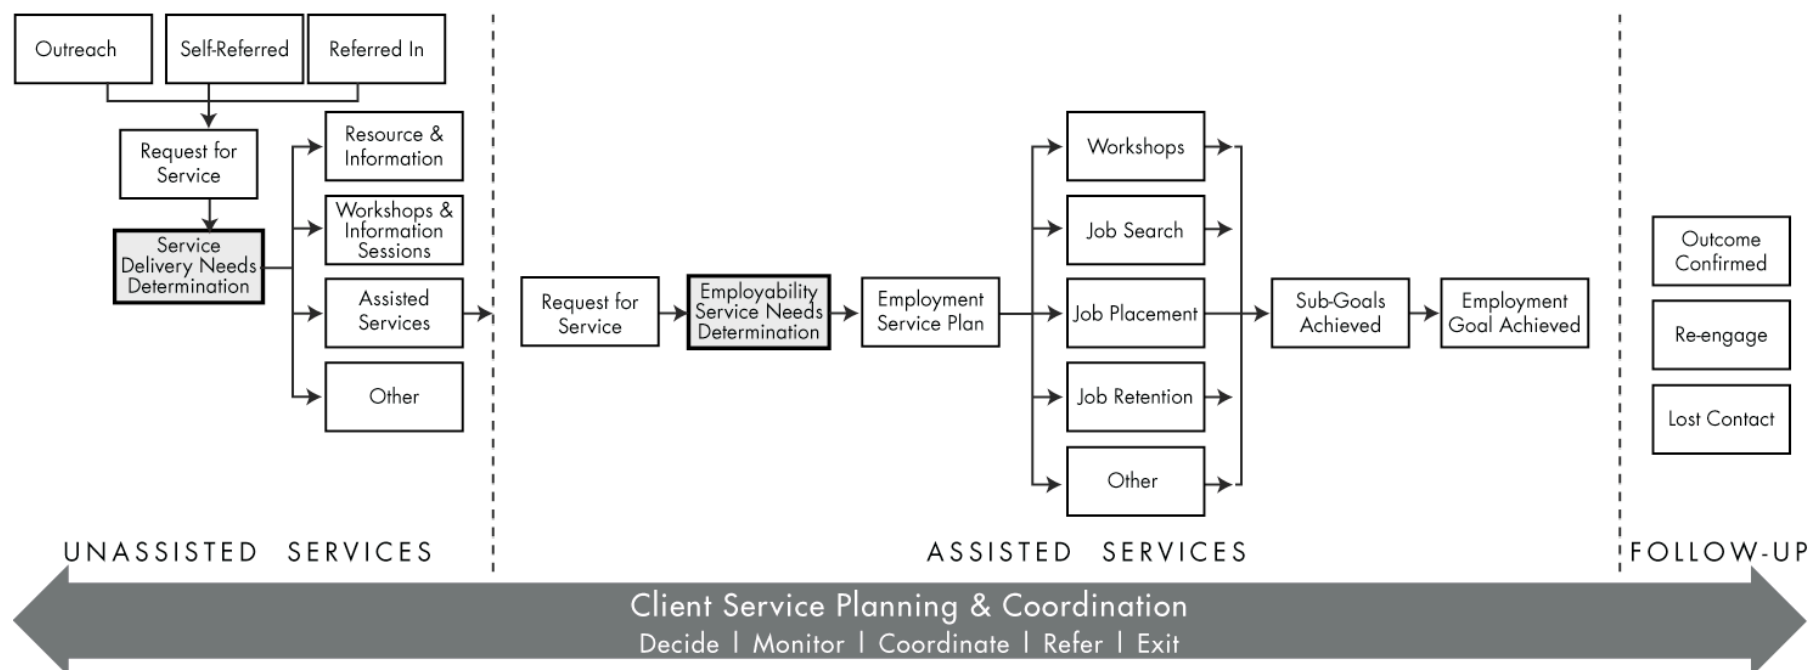 Outreach
Self-Referred
Referred In
Request for
Service
Service
Delivery Needs
Determination
Resource &
Information
Workshops &
Information
Sessions
Assisted
Services
Other
UNASSISTED SERVICES
Request for
Service
Employability
Service Needs
Determination
Employment
Service Plan
Workshops
Job Search
Job Placement
Job Retention
Other
Sub-Goals
Achieved
Employment
Goal Achieved
ASSISTED SERVICES
Outcome
Confirmed
Re-engage
Lost Contact
FOLLOW-UP
Client Service Planning & Coordination
Decide | Monitor | Coordinate | Refer | Exit